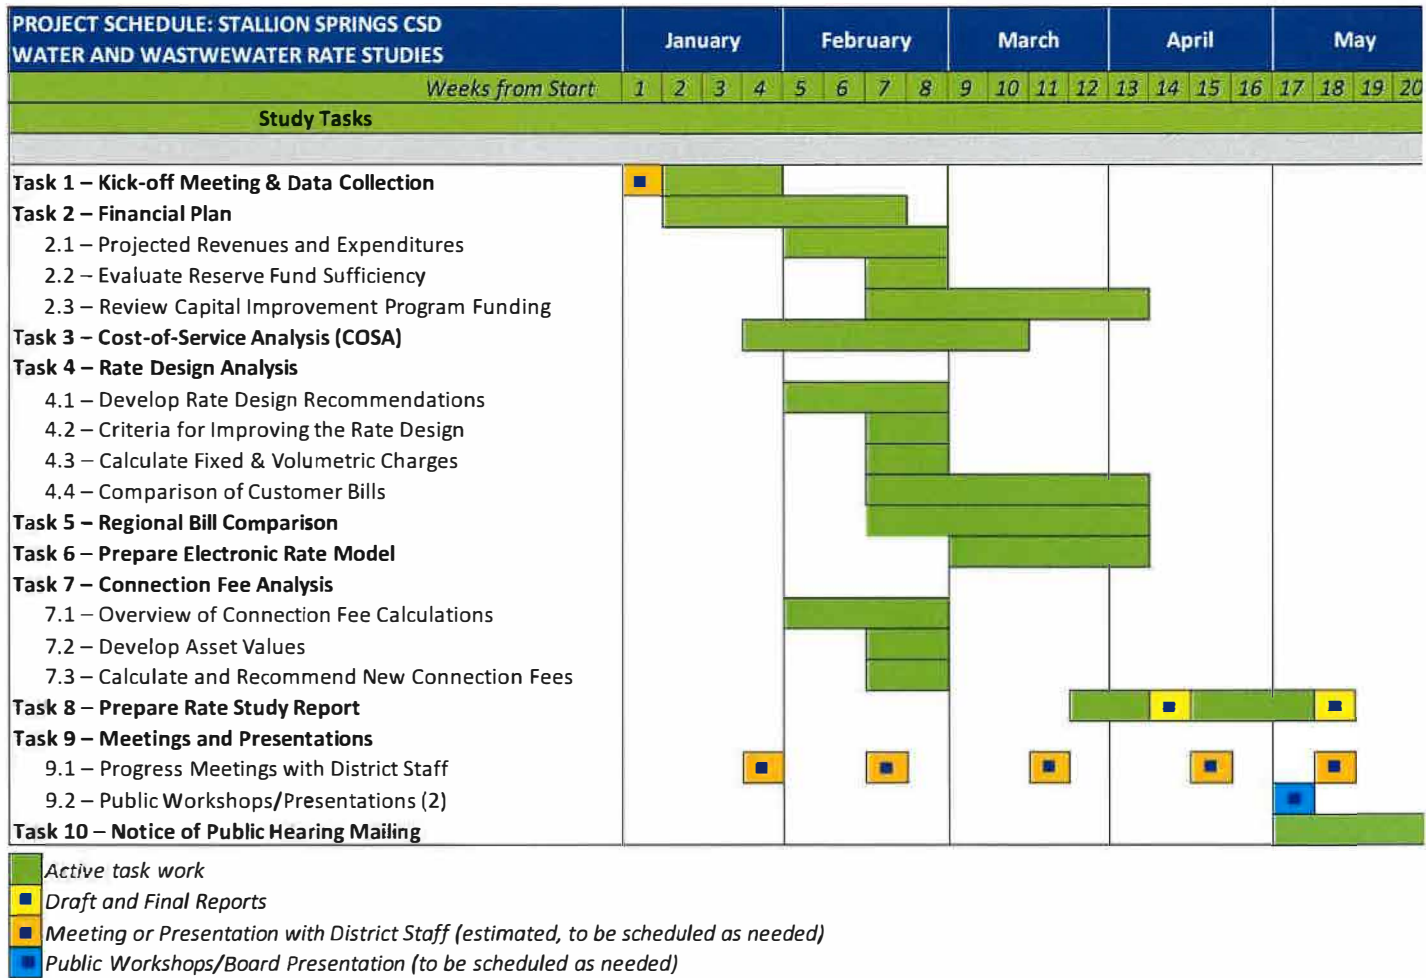 PROJECT SCHEDULE: STALLION SPRINGS CSD
WATER AND WASTWEWATER RATE STUDIES
January February March April May
Weeks from Start 1 2 3 4 5 6 7 8 9 10 11 12 13 14 15 16 17 18 19 20
Study Tasks
Task 1 – Kick-off Meeting & Data Collection
Task 2 – Financial Plan
2.1 – Projected Revenues and Expenditures
2.2 – Evaluate Reserve Fund Sufficiency
2.3 – Review Capital Improvement Program Funding
Task 3 – Cost-of-Service Analysis (COSA)
Task 4 – Rate Design Analysis
4.1 – Develop Rate Design Recommendations
4.2 – Criteria for Improving the Rate Design
4.3 – Calculate Fixed & Volumetric Charges
4.4 – Comparison of Customer Bills
Task 5 – Regional Bill Comparison
Task 6 – Prepare Electronic Rate Model
Task 7 – Connection Fee Analysis
7.1 – Overview of Connection Fee Calculations
7.2 – Develop Asset Values
7.3 – Calculate and Recommend New Connection Fees
Task 8 – Prepare Rate Study Report
Task 9 – Meetings and Presentations
9.1 – Progress Meetings with District Staff
9.2 – Public Workshops/Presentations (2)
Task 10 – Notice of Public Hearing Mailing
Active task work
Draft and Final Reports
Meeting or Presentation with District Staff (estimated, to be scheduled as needed)
Public Workshops/Board Presentation (to be scheduled as needed)